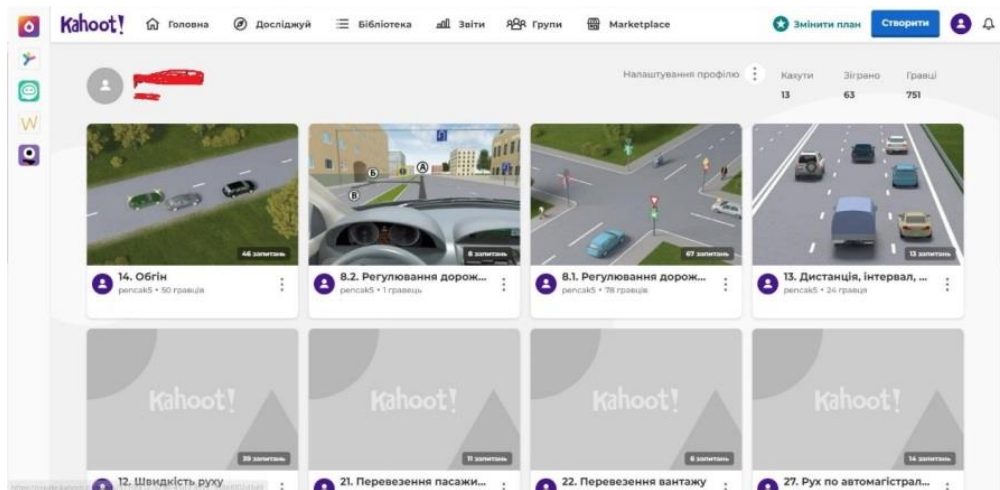 Kahoot!
Головна
Досліджуй
Бібліотека
Звіти
Групи
Marketplace
Змінити план
Створити
Налаштування профілю
Кахути
Зіграно
Гравці
13
63
751
46 запитань
А
Б
В
8 запитань
67 запитань
13 запитань
14. Обгін
pencak5 • 50 гравців
8.2. Регулювання дорож...
pencak5 • 1 гравець
8.1. Регулювання дорож...
pencak5 • 78 гравців
13. Дистанція, інтервал, ...
pencak5 • 24 гравця
Kahoot!
39 запитань
Kahoot!
11 запитань
Kahoot!
6 запитань
Kahoot!
14 запитань
12. Швидкість руху
21. Перевезення пасажи...
22. Перевезення вантажу
27. Рух по автомагістрал...